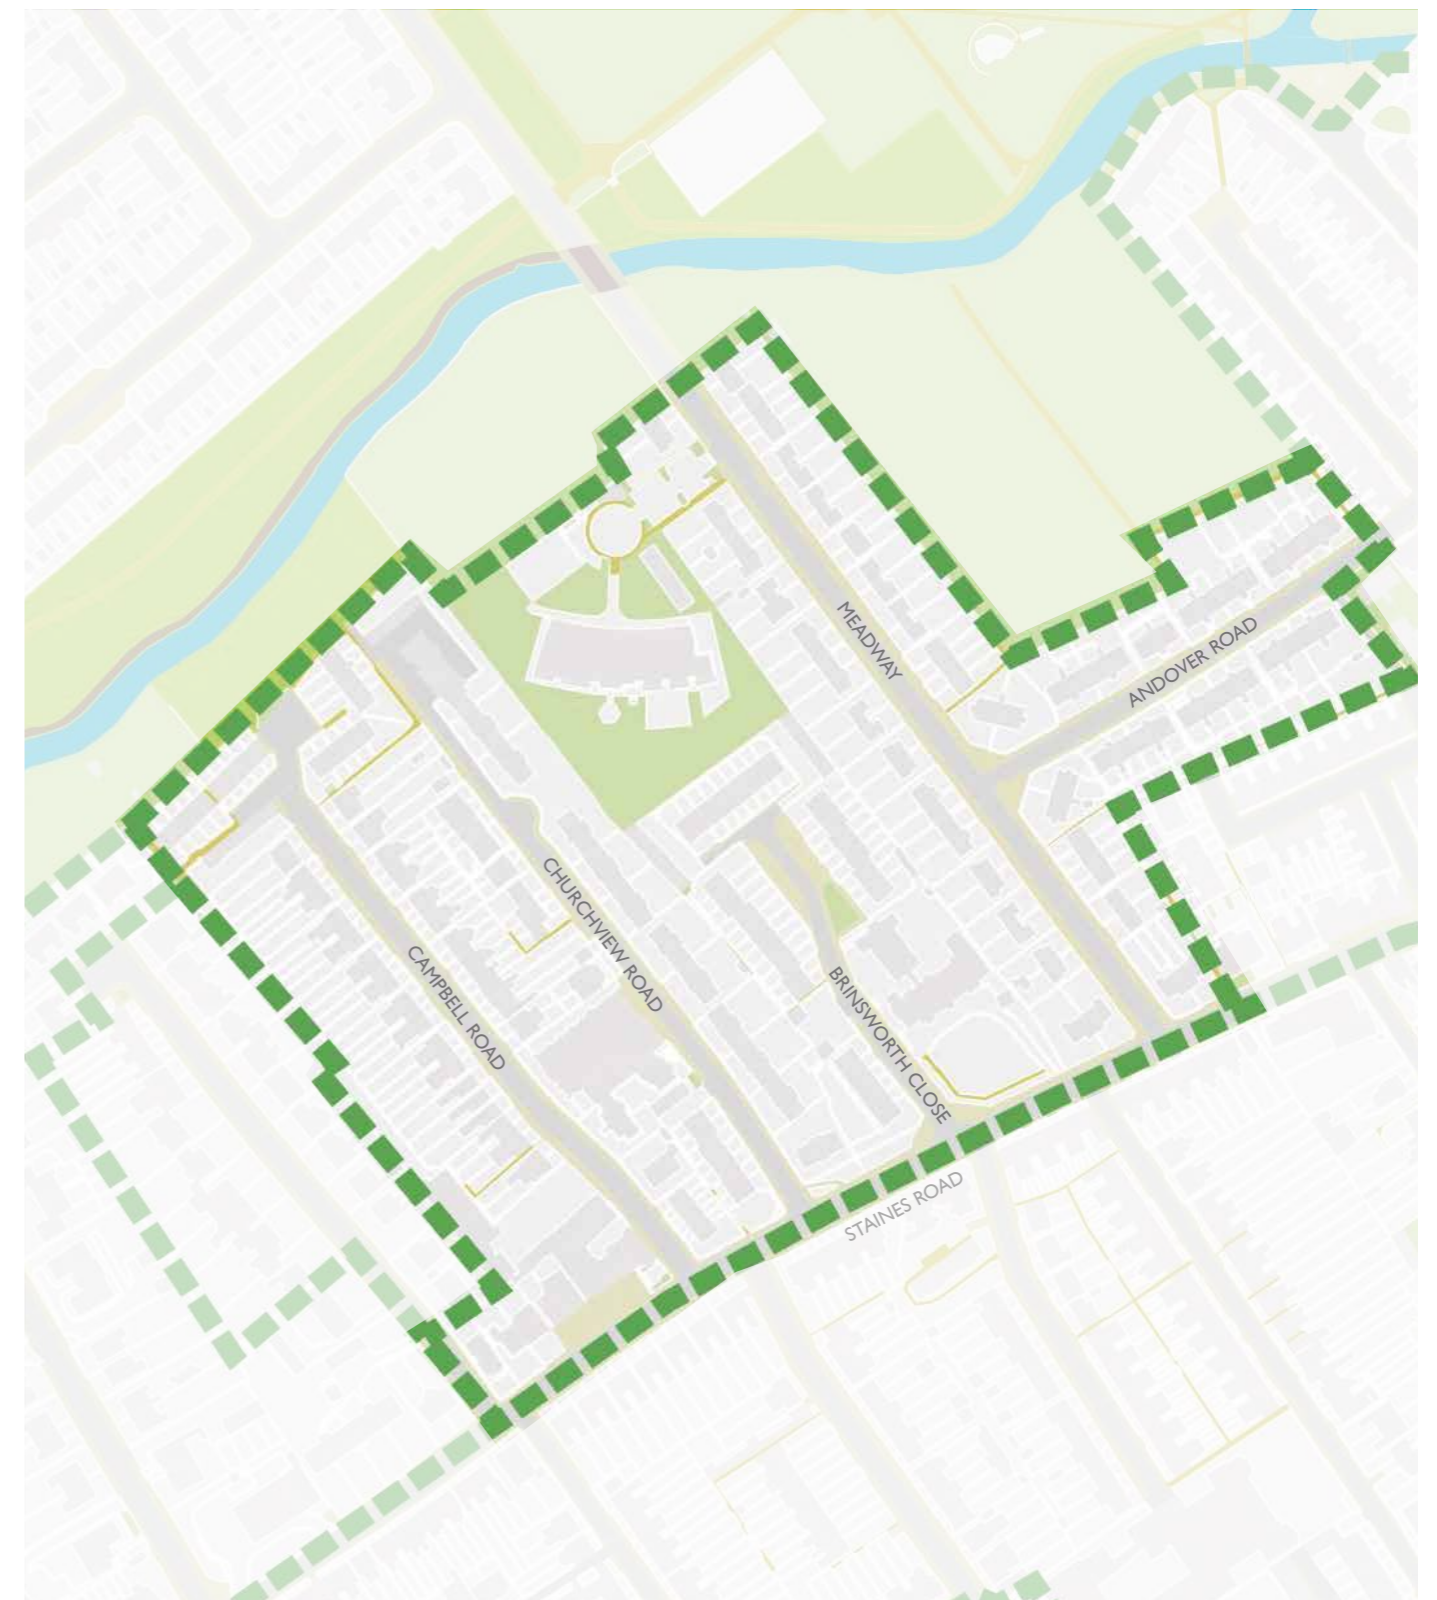 MEADWAY
ANDOVER ROAD
CHURCHVIEW ROAD
CAMPBELL ROAD
BRINSWORTH CLOSE
STAINES ROAD